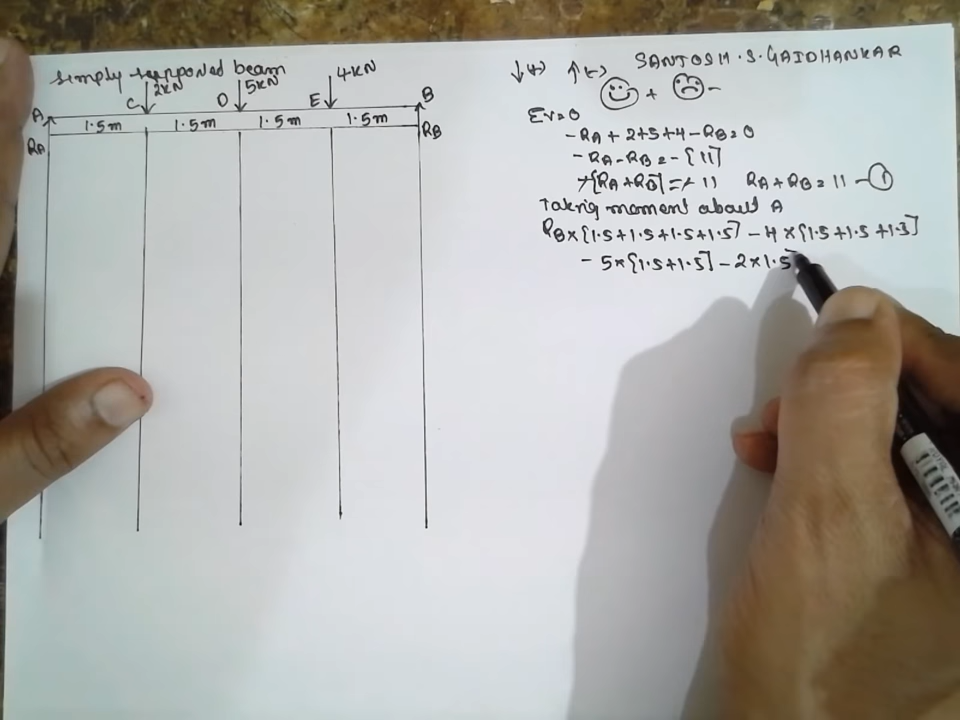 SANTOSH.S.GAIDHANKAR
↓(+) ↑(-)
☺ + ☹ -
simply suppoped beam
2kN 5kN 4kN
A C D E B
1.5m 1.5m 1.5m 1.5m
RA RB
Σv=0
-RA + 2+5+4-RB=0
-RA-RB=-[11]
-[RA+RB]=-11 RA+RB=11 -①
Taking moment about A
RB×[1.5+1.5+1.5+1.5] - 4×[1.5+1.5+1.5]
- 5×[1.5+1.5] - 2×1.5]